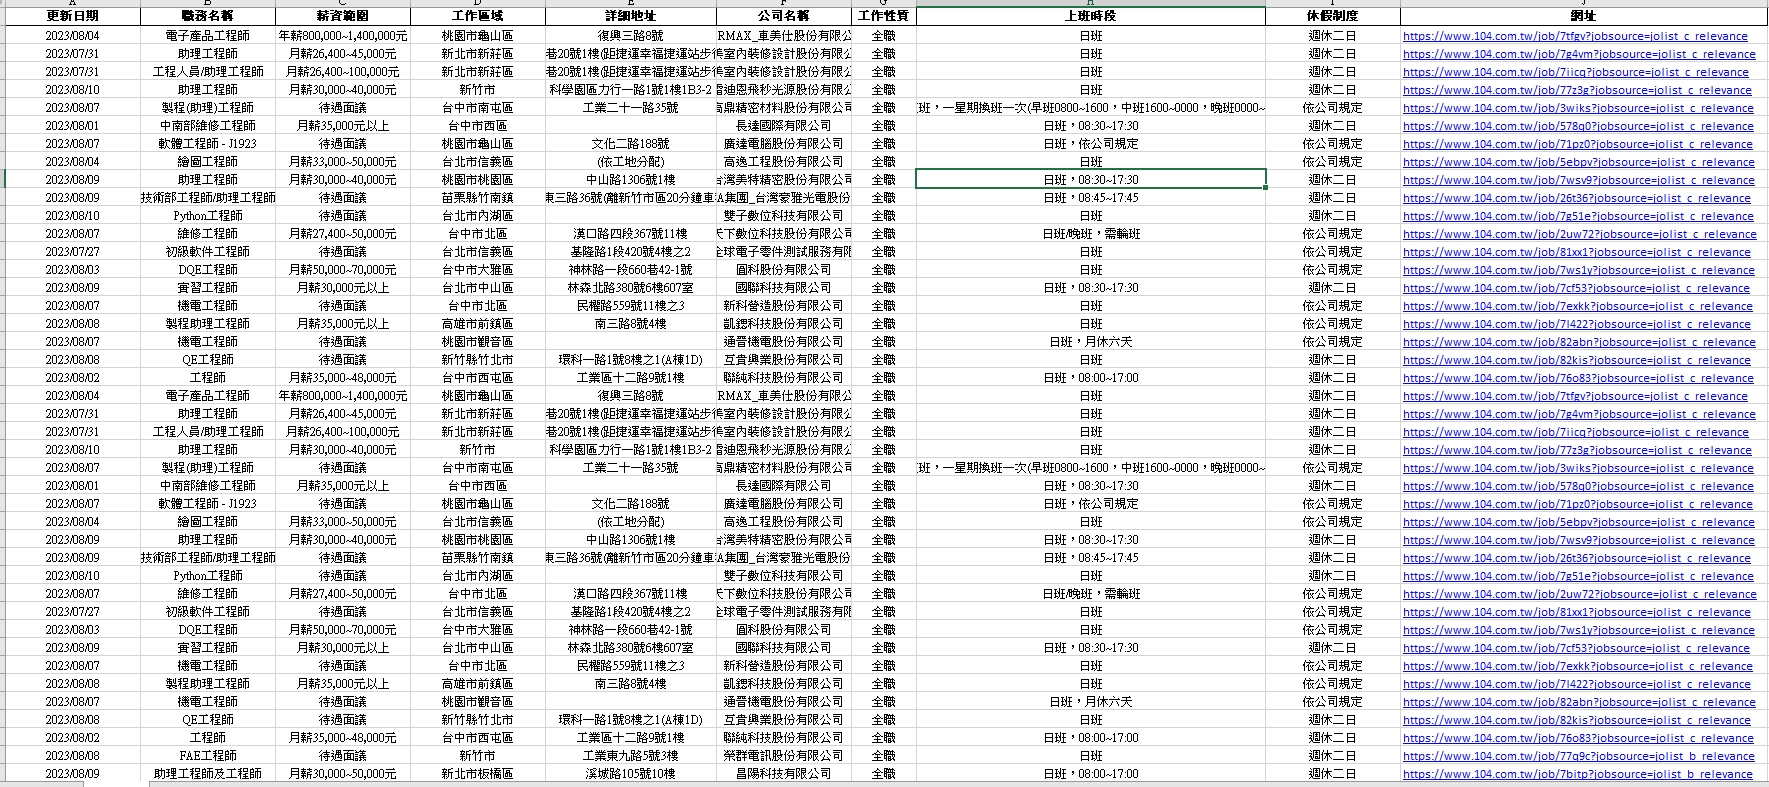 更新日期 職務名稱 薪資範圍 工作區域 詳細地址 公司名稱 工作性質 上班時段 休假制度 網址
2023/08/04 電子產品工程師 年薪800,000~1,400,000元 桃園市龜山區 復興三路8號 RMAX_車美仕股份有限公 全職 日班 週休二日 https://www.104.com.tw/job/7tfgv?jobsource=jolist_c_relevance
2023/07/31 助理工程師 月薪26,400~45,000元 新北市新莊區 巷20號1樓(距捷運幸福捷運站步行 室內裝修設計股份有限公 全職 日班 週休二日 https://www.104.com.tw/job/7g4vm?jobsource=jolist_c_relevance
2023/07/31 工程人員/助理工程師 月薪26,400~100,000元 新北市新莊區 巷20號1樓(距捷運幸福捷運站步行 室內裝修設計股份有限公 全職 日班 週休二日 https://www.104.com.tw/job/7iicq?jobsource=jolist_c_relevance
2023/08/10 助理工程師 月薪30,000~40,000元 新竹市 科學園區力行一路1號1樓1B3-2 雷迪恩飛秒光源股份有限公 全職 日班 週休二日 https://www.104.com.tw/job/77z3g?jobsource=jolist_c_relevance
2023/08/07 製程(助理)工程師 待遇面議 台中市南屯區 工業二十一路35號 高鼎精密材料股份有限公司 全職 班，一星期換班一次(早班0800~1600，中班1600~0000，晚班0000~ 依公司規定 https://www.104.com.tw/job/3wiks?jobsource=jolist_c_relevance
2023/08/01 中南部維修工程師 月薪35,000元以上 台中市西區 長達國際有限公司 全職 日班，08:30~17:30 週休二日 https://www.104.com.tw/job/578q0?jobsource=jolist_c_relevance
2023/08/07 軟體工程師 - J1923 待遇面議 桃園市龜山區 文化二路188號 廣達電腦股份有限公司 全職 日班，依公司規定 依公司規定 https://www.104.com.tw/job/71pz0?jobsource=jolist_c_relevance
2023/08/04 繪圖工程師 月薪33,000~50,000元 台北市信義區 (依工地分配) 高逸工程股份有限公司 全職 日班 依公司規定 https://www.104.com.tw/job/5ebpv?jobsource=jolist_c_relevance
2023/08/09 助理工程師 月薪30,000~40,000元 桃園市桃園區 中山路1306號1樓 台灣美特精密股份有限公司 全職 日班，08:30~17:30 依公司規定 https://www.104.com.tw/job/7wsv9?jobsource=jolist_c_relevance
2023/08/09 技術部工程師/助理工程師 待遇面議 苗栗縣竹南鎮 東三路36號(離新竹市區20分鐘車 A集團_台灣豪雅光電股份 全職 日班，08:45~17:45 週休二日 https://www.104.com.tw/job/26t36?jobsource=jolist_c_relevance
2023/08/10 Python工程師 待遇面議 台北市內湖區 雙子數位科技有限公司 全職 日班 週休二日 https://www.104.com.tw/job/7g51e?jobsource=jolist_c_relevance
2023/08/07 維修工程師 月薪27,400~50,000元 台中市北區 漢口路四段367號11樓 天下數位科技股份有限公司 全職 日班/晚班，需輪班 依公司規定 https://www.104.com.tw/job/2uw72?jobsource=jolist_c_relevance
2023/07/27 初級軟件工程師 待遇面議 台北市信義區 基隆路1段420號4樓之2 全球電子零件測試服務有限 全職 日班 依公司規定 https://www.104.com.tw/job/81xx1?jobsource=jolist_c_relevance
2023/08/03 DQE工程師 月薪50,000~70,000元 台中市大雅區 神林路一段660巷42-1號 圓科股份有限公司 全職 日班 依公司規定 https://www.104.com.tw/job/7ws1y?jobsource=jolist_c_relevance
2023/08/09 實習工程師 月薪30,000元以上 台北市中山區 林森北路380號6樓607室 國聯科技有限公司 全職 日班，08:30~17:30 週休二日 https://www.104.com.tw/job/7cf53?jobsource=jolist_c_relevance
2023/08/07 機電工程師 待遇面議 台中市北區 民權路559號11樓之3 新科營造股份有限公司 全職 日班 依公司規定 https://www.104.com.tw/job/7exkk?jobsource=jolist_c_relevance
2023/08/08 製程助理工程師 月薪35,000元以上 高雄市前鎮區 南三路8號4樓 凱鍶科技股份有限公司 全職 日班 依公司規定 https://www.104.com.tw/job/7l422?jobsource=jolist_c_relevance
2023/08/07 機電工程師 待遇面議 桃園市觀音區 通晉機電股份有限公司 全職 日班，月休六天 依公司規定 https://www.104.com.tw/job/82abn?jobsource=jolist_c_relevance
2023/08/08 QE工程師 待遇面議 新竹縣竹北市 環科一路1號8樓之1(A棟1D) 互貴興業股份有限公司 全職 日班 週休二日 https://www.104.com.tw/job/82kis?jobsource=jolist_c_relevance
2023/08/02 工程師 月薪35,000~48,000元 台中市西屯區 工業區十二路9號1樓 聯純科技股份有限公司 全職 日班，08:00~17:00 週休二日 https://www.104.com.tw/job/76o83?jobsource=jolist_c_relevance
2023/08/04 電子產品工程師 年薪800,000~1,400,000元 桃園市龜山區 復興三路8號 RMAX_車美仕股份有限公 全職 日班 週休二日 https://www.104.com.tw/job/7tfgv?jobsource=jolist_c_relevance
2023/07/31 助理工程師 月薪26,400~45,000元 新北市新莊區 巷20號1樓(距捷運幸福捷運站步行 室內裝修設計股份有限公 全職 日班 週休二日 https://www.104.com.tw/job/7g4vm?jobsource=jolist_c_relevance
2023/07/31 工程人員/助理工程師 月薪26,400~100,000元 新北市新莊區 巷20號1樓(距捷運幸福捷運站步行 室內裝修設計股份有限公 全職 日班 週休二日 https://www.104.com.tw/job/7iicq?jobsource=jolist_c_relevance
2023/08/10 助理工程師 月薪30,000~40,000元 新竹市 科學園區力行一路1號1樓1B3-2 雷迪恩飛秒光源股份有限公 全職 日班 週休二日 https://www.104.com.tw/job/77z3g?jobsource=jolist_c_relevance
2023/08/07 製程(助理)工程師 待遇面議 台中市南屯區 工業二十一路35號 高鼎精密材料股份有限公司 全職 班，一星期換班一次(早班0800~1600，中班1600~0000，晚班0000~ 依公司規定 https://www.104.com.tw/job/3wiks?jobsource=jolist_c_relevance
2023/08/01 中南部維修工程師 月薪35,000元以上 台中市西區 長達國際有限公司 全職 日班，08:30~17:30 週休二日 https://www.104.com.tw/job/578q0?jobsource=jolist_c_relevance
2023/08/07 軟體工程師 - J1923 待遇面議 桃園市龜山區 文化二路188號 廣達電腦股份有限公司 全職 日班，依公司規定 依公司規定 https://www.104.com.tw/job/71pz0?jobsource=jolist_c_relevance
2023/08/04 繪圖工程師 月薪33,000~50,000元 台北市信義區 (依工地分配) 高逸工程股份有限公司 全職 日班 依公司規定 https://www.104.com.tw/job/5ebpv?jobsource=jolist_c_relevance
2023/08/09 助理工程師 月薪30,000~40,000元 桃園市桃園區 中山路1306號1樓 台灣美特精密股份有限公司 全職 日班，08:30~17:30 依公司規定 https://www.104.com.tw/job/7wsv9?jobsource=jolist_c_relevance
2023/08/09 技術部工程師/助理工程師 待遇面議 苗栗縣竹南鎮 東三路36號(離新竹市區20分鐘車 A集團_台灣豪雅光電股份 全職 日班，08:45~17:45 週休二日 https://www.104.com.tw/job/26t36?jobsource=jolist_c_relevance
2023/08/10 Python工程師 待遇面議 台北市內湖區 雙子數位科技有限公司 全職 日班 週休二日 https://www.104.com.tw/job/7g51e?jobsource=jolist_c_relevance
2023/08/07 維修工程師 月薪27,400~50,000元 台中市北區 漢口路四段367號11樓 天下數位科技股份有限公司 全職 日班/晚班，需輪班 依公司規定 https://www.104.com.tw/job/2uw72?jobsource=jolist_c_relevance
2023/07/27 初級軟件工程師 待遇面議 台北市信義區 基隆路1段420號4樓之2 全球電子零件測試服務有限 全職 日班 依公司規定 https://www.104.com.tw/job/81xx1?jobsource=jolist_c_relevance
2023/08/03 DQE工程師 月薪50,000~70,000元 台中市大雅區 神林路一段660巷42-1號 圓科股份有限公司 全職 日班 依公司規定 https://www.104.com.tw/job/7ws1y?jobsource=jolist_c_relevance
2023/08/09 實習工程師 月薪30,000元以上 台北市中山區 林森北路380號6樓607室 國聯科技有限公司 全職 日班，08:30~17:30 週休二日 https://www.104.com.tw/job/7cf53?jobsource=jolist_c_relevance
2023/08/07 機電工程師 待遇面議 台中市北區 民權路559號11樓之3 新科營造股份有限公司 全職 日班 依公司規定 https://www.104.com.tw/job/7exkk?jobsource=jolist_c_relevance
2023/08/08 製程助理工程師 月薪35,000元以上 高雄市前鎮區 南三路8號4樓 凱鍶科技股份有限公司 全職 日班 依公司規定 https://www.104.com.tw/job/7l422?jobsource=jolist_c_relevance
2023/08/07 機電工程師 待遇面議 桃園市觀音區 通晉機電股份有限公司 全職 日班，月休六天 依公司規定 https://www.104.com.tw/job/82abn?jobsource=jolist_c_relevance
2023/08/08 QE工程師 待遇面議 新竹縣竹北市 環科一路1號8樓之1(A棟1D) 互貴興業股份有限公司 全職 日班 週休二日 https://www.104.com.tw/job/82kis?jobsource=jolist_c_relevance
2023/08/02 工程師 月薪35,000~48,000元 台中市西屯區 工業區十二路9號1樓 聯純科技股份有限公司 全職 日班，08:00~17:00 週休二日 https://www.104.com.tw/job/76o83?jobsource=jolist_c_relevance
2023/08/08 FAE工程師 待遇面議 新竹市 工業東九路5號3樓 榮群電訊股份有限公司 全職 日班 週休二日 https://www.104.com.tw/job/77q9c?jobsource=jolist_b_relevance
2023/08/09 助理工程師及工程師 月薪30,000~50,000元 新北市板橋區 溪城路105號10樓 昌陽科技有限公司 全職 日班，08:00~17:00 週休二日 https://www.104.com.tw/job/7bitp?jobsource=jolist_b_relevance